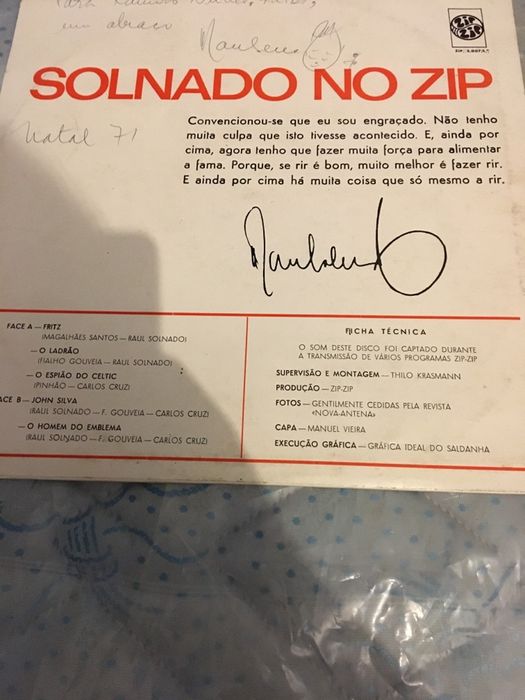 um abraço
ZIP
ZIP
SOLNADO NO ZIP
Natal 71
Convencionou-se que eu sou engraçado. Não tenho
muita culpa que isto tivesse acontecido. E, ainda por
cima, agora tenho que fazer muita força para alimentar
a fama. Porque, se rir é bom, muito melhor é fazer rir.
E ainda por cima há muita coisa que só mesmo a rir.
FACE A — FRITZ
(MAGALHÃES SANTOS — RAUL SOLNADO)
— O LADRÃO
(FIALHO GOUVEIA — RAUL SOLNADO)
— O ESPIÃO DO CELTIC
(PINHÃO — CARLOS CRUZ)
ACE B — JOHN SILVA
(RAUL SOLNADO — F. GOUVEIA — CARLOS CRUZ)
— O HOMEM DO EMBLEMA
(RAUL SOLNADO — F. GOUVEIA — CARLOS CRUZ)
FICHA TÉCNICA
O SOM DESTE DISCO FOI CAPTADO DURANTE
A TRANSMISSÃO DE VÁRIOS PROGRAMAS ZIP-ZIP
SUPERVISÃO E MONTAGEM — THILO KRASMANN
PRODUÇÃO — ZIP-ZIP
FOTOS — GENTILMENTE CEDIDAS PELA REVISTA
«NOVA-ANTENA»
CAPA — MANUEL VIEIRA
EXECUÇÃO GRÁFICA — GRÁFICA IDEAL DO SALDANHA